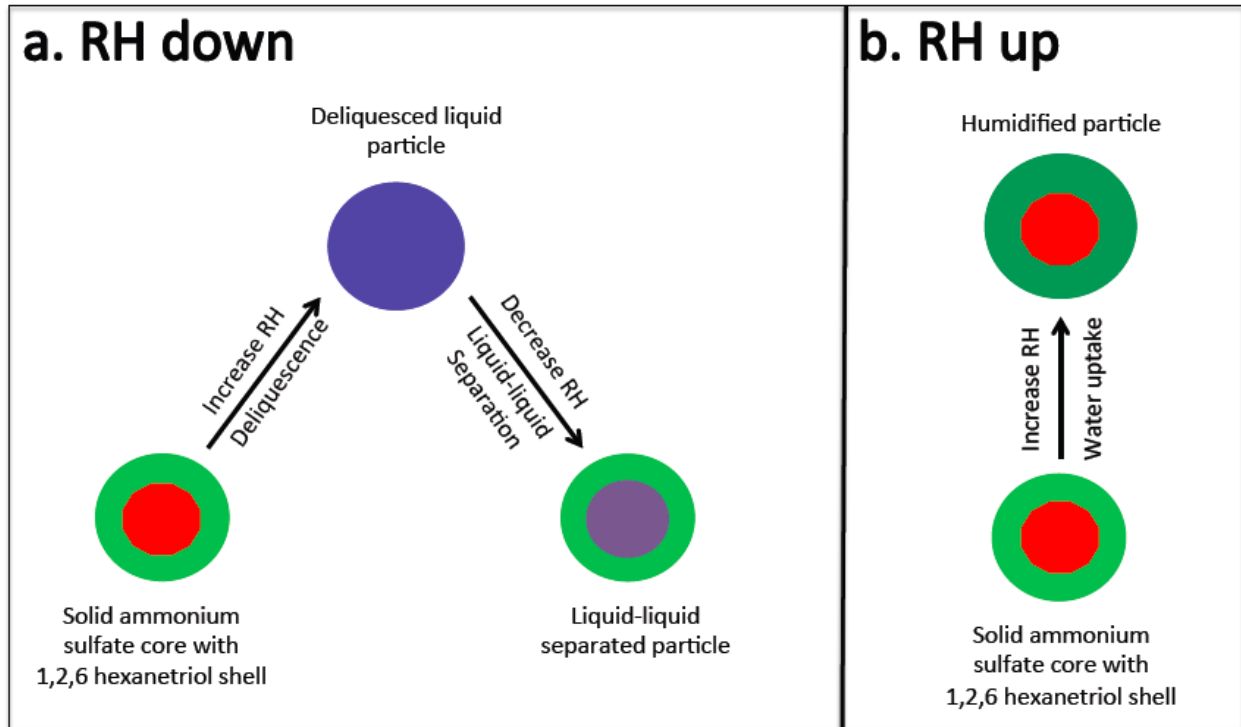 a. RH down
Deliquesced liquid
particle
Increase RH
Deliquescence
Decrease RH
Liquid-liquid
Separation
Solid ammonium
sulfate core with
1,2,6 hexanetriol shell
Liquid-liquid
separated particle
b. RH up
Humidified particle
Increase RH
Water uptake
Solid ammonium
sulfate core with
1,2,6 hexanetriol shell